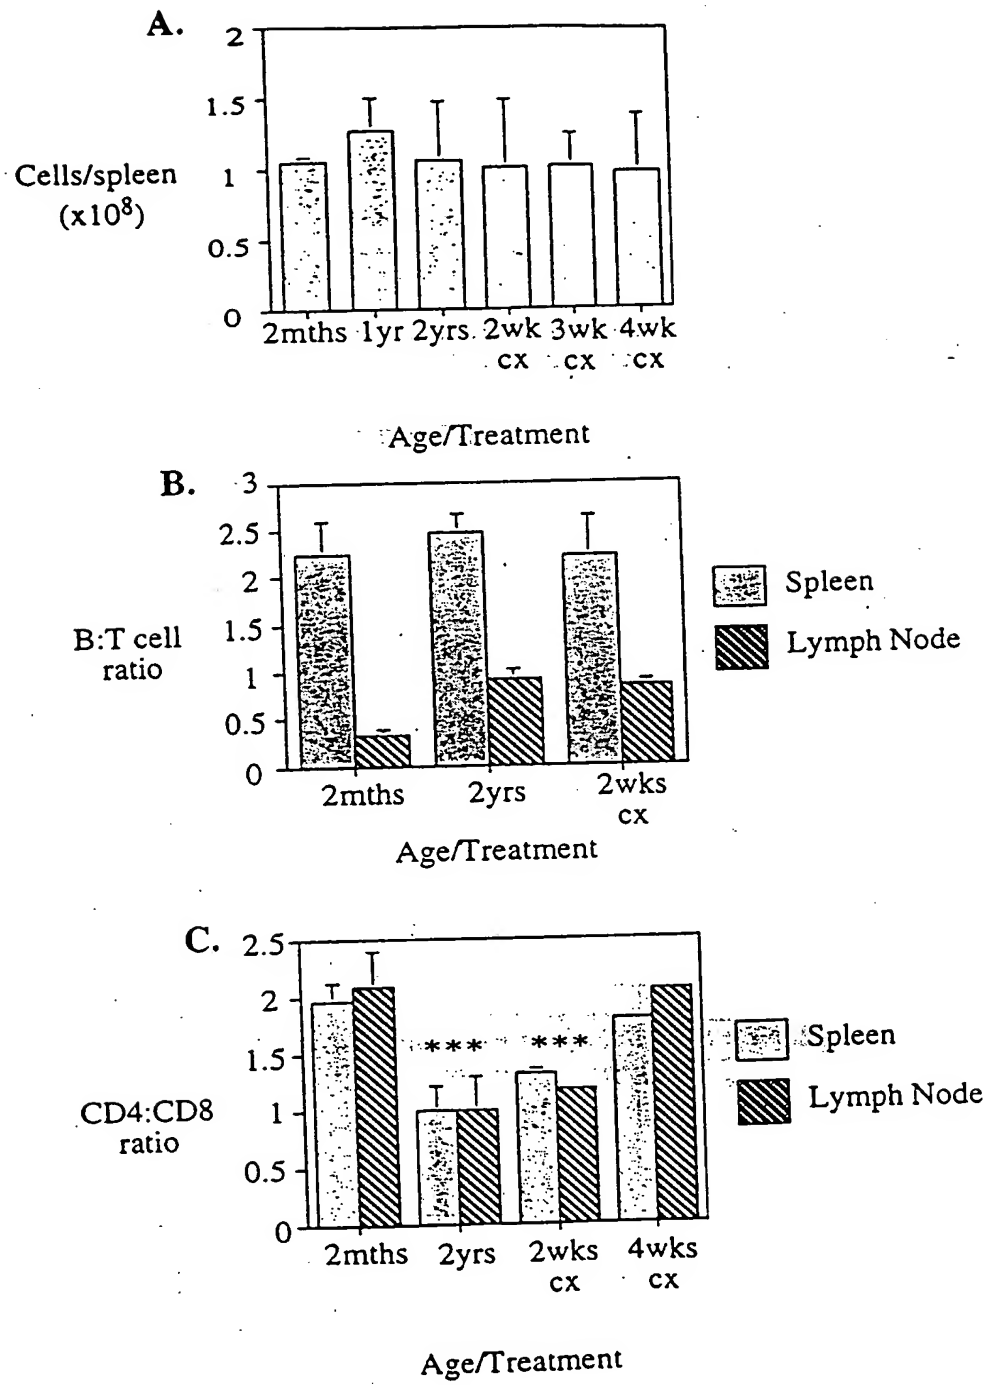 A.
2
1.5
Cells/spleen
(x10⁸)
1
0.5
0
2mths 1yr 2yrs. 2wk 3wk 4wk
cx cx cx
Age/Treatment
B.
3
2.5
2
1.5
B:T cell
ratio
1
0.5
0
Spleen
Lymph Node
2mths 2yrs 2wks
cx
Age/Treatment
C.
2.5
2
1.5
*** ***
CD4:CD8
ratio
1
0.5
0
Spleen
Lymph Node
2mths 2yrs 2wks 4wks
cx cx
Age/Treatment